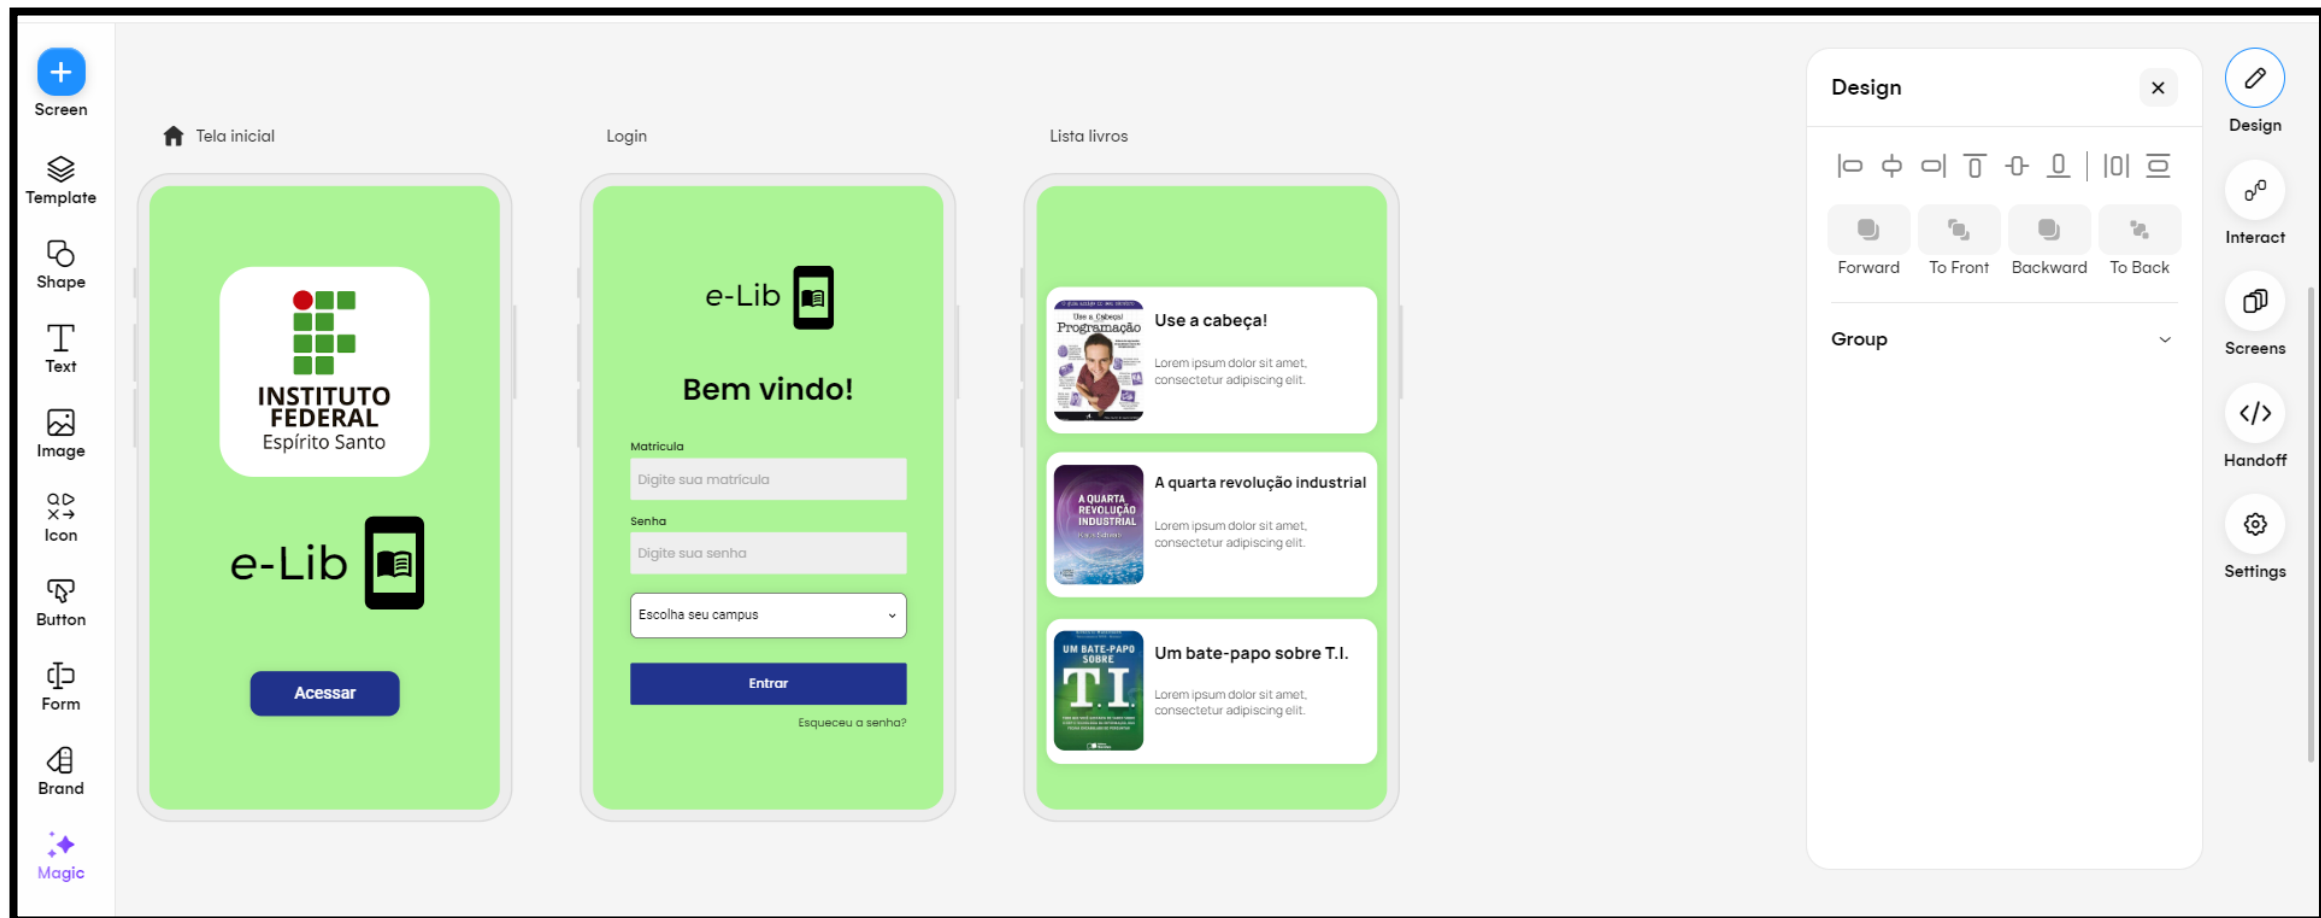 Screen
Template
Shape
Text
Image
Icon
Button
Form
Brand
Magic
Tela inicial
INSTITUTO
FEDERAL
Espírito Santo
e-Lib
Acessar
Login
e-Lib
Bem vindo!
Matrícula
Digite sua matrícula
Senha
Digite sua senha
Escolha seu campus
Entrar
Esqueceu a senha?
Lista livros
Use a Cabeça!
Programação
Use a cabeça!
Lorem ipsum dolor sit amet,
consectetur adipiscing elit.
A QUARTA
REVOLUÇÃO
INDUSTRIAL
A quarta revolução industrial
Lorem ipsum dolor sit amet,
consectetur adipiscing elit.
UM BATE-PAPO
SOBRE
T.I.
Um bate-papo sobre T.I.
Lorem ipsum dolor sit amet,
consectetur adipiscing elit.
Design
Forward To Front Backward To Back
Group
Design
Interact
Screens
Handoff
Settings